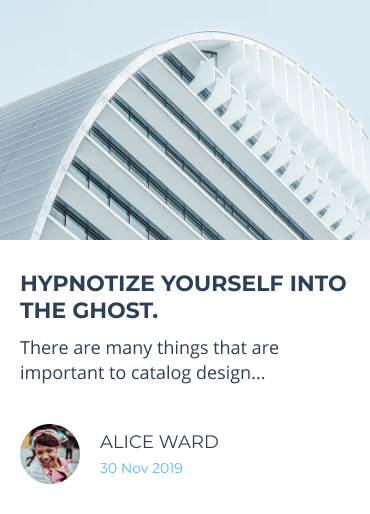 HYPNOTIZE YOURSELF INTO
THE GHOST.
There are many things that are
important to catalog design...
ALICE WARD
30 Nov 2019